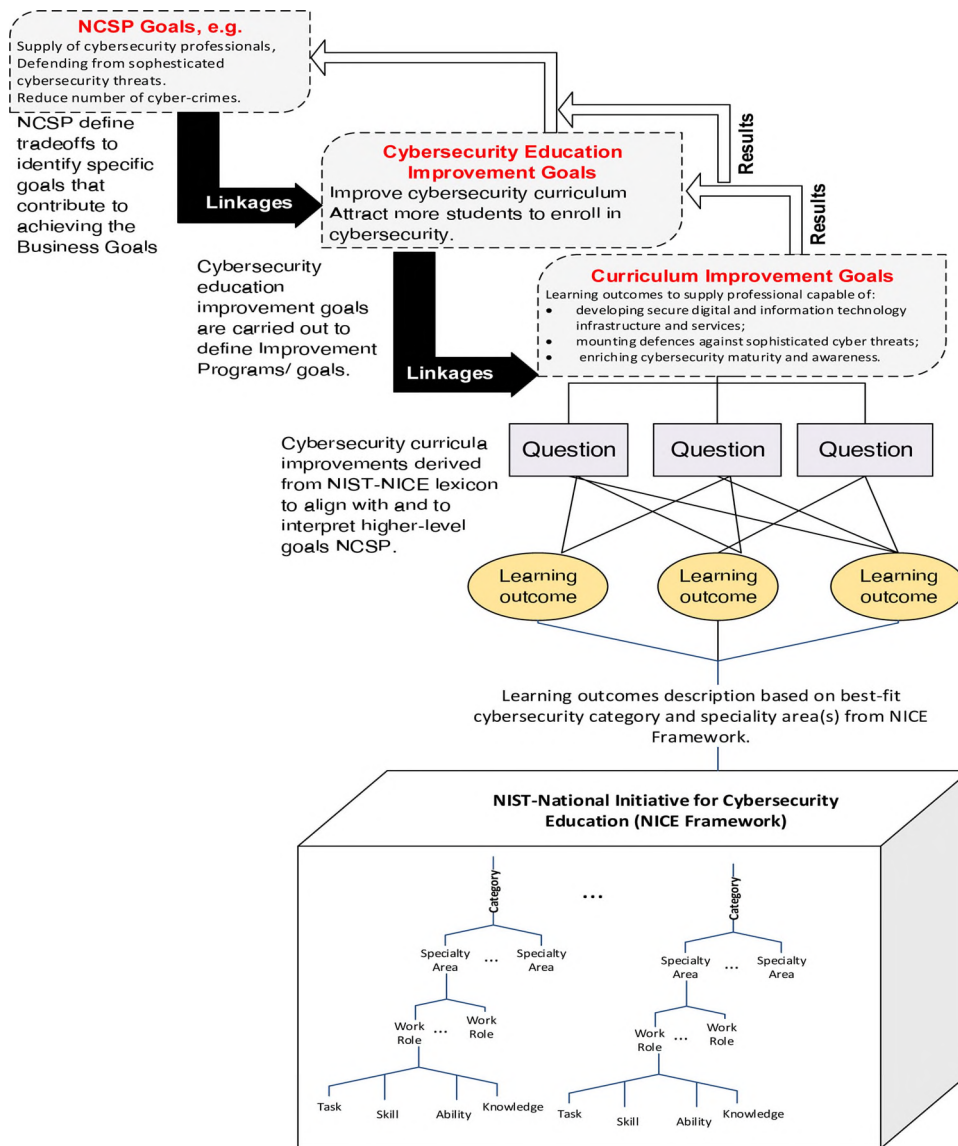 NCSP Goals, e.g.
Supply of cybersecurity professionals,
Defending from sophesticated
cybersecurity threats.
Reduce number of cyber-crimes.
NCSP define
tradeoffs to
identify specific
goals that
contribute to
achieving the
Business Goals
Linkages
Results
Cybersecurity Education
Improvement Goals
Improve cybersecurity curriculum
Attract more students to enroll in
cybersecurity.
Results
Cybersecurity
education
improvement goals
are carried out to
define Improvement
Programs/ goals.
Linkages
Curriculum Improvement Goals
Learning outcomes to supply professional capable of:
• developing secure digital and information technology
infrastructure and services;
• mounting defences against sophisticated cyber threats;
• enriching cybersecurity maturity and awareness.
Cybersecurity curricula
improvements derived
from NIST-NICE lexicon
to align with and to
interpret higher-level
goals NCSP.
Question
Question
Question
Learning
outcome
Learning
outcome
Learning
outcome
Learning outcomes description based on best-fit
cybersecurity category and speciality area(s) from NICE
Framework.
NIST-National Initiative for Cybersecurity
Education (NICE Framework)
Category
...
Category
Specialty
Area
...
Specialty
Area
Specialty
Area
...
Specialty
Area
Work
Role
...
Work
Role
Work
Role
...
Work
Role
Task
Skill
Ability
Knowledge
Task
Skill
Ability
Knowledge